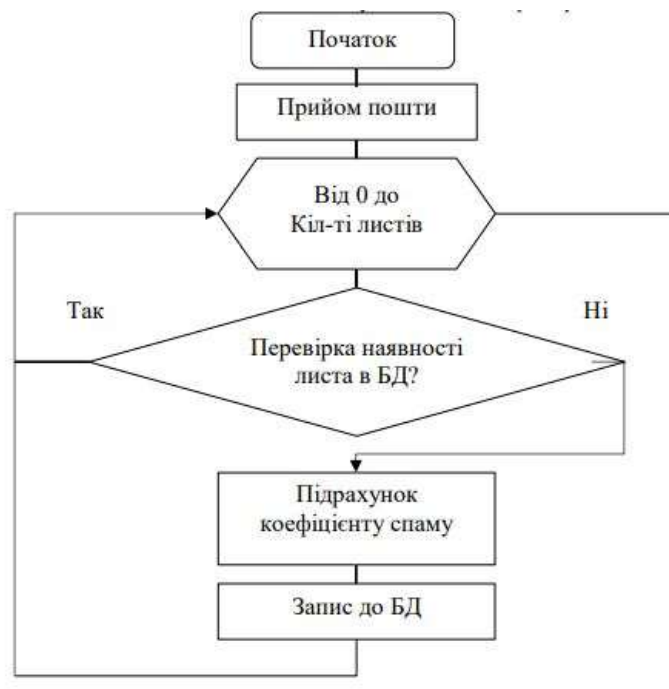 Початок
Прийом пошти
Від 0 до
Кіл-ті листів
Так
Ні
Перевірка наявності
листа в БД?
Підрахунок
коефіцієнту спаму
Запис до БД